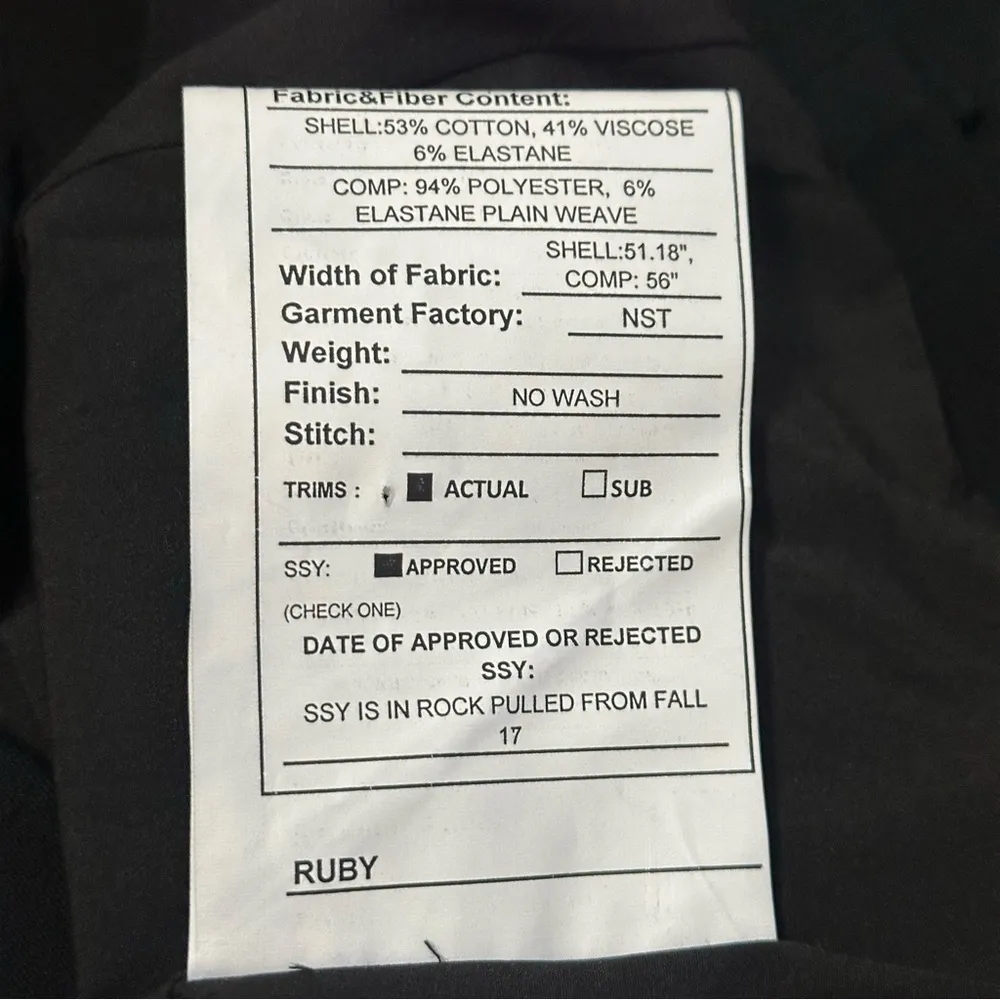 Fabric&Fiber Content:
SHELL:53% COTTON, 41% VISCOSE
6% ELASTANE
COMP: 94% POLYESTER, 6%
ELASTANE PLAIN WEAVE
SHELL:51.18",
Width of Fabric: COMP: 56"
Garment Factory: NST
Weight:
Finish: NO WASH
Stitch:
TRIMS : ACTUAL SUB
SSY: APPROVED REJECTED
(CHECK ONE)
DATE OF APPROVED OR REJECTED
SSY:
SSY IS IN ROCK PULLED FROM FALL
17
RUBY